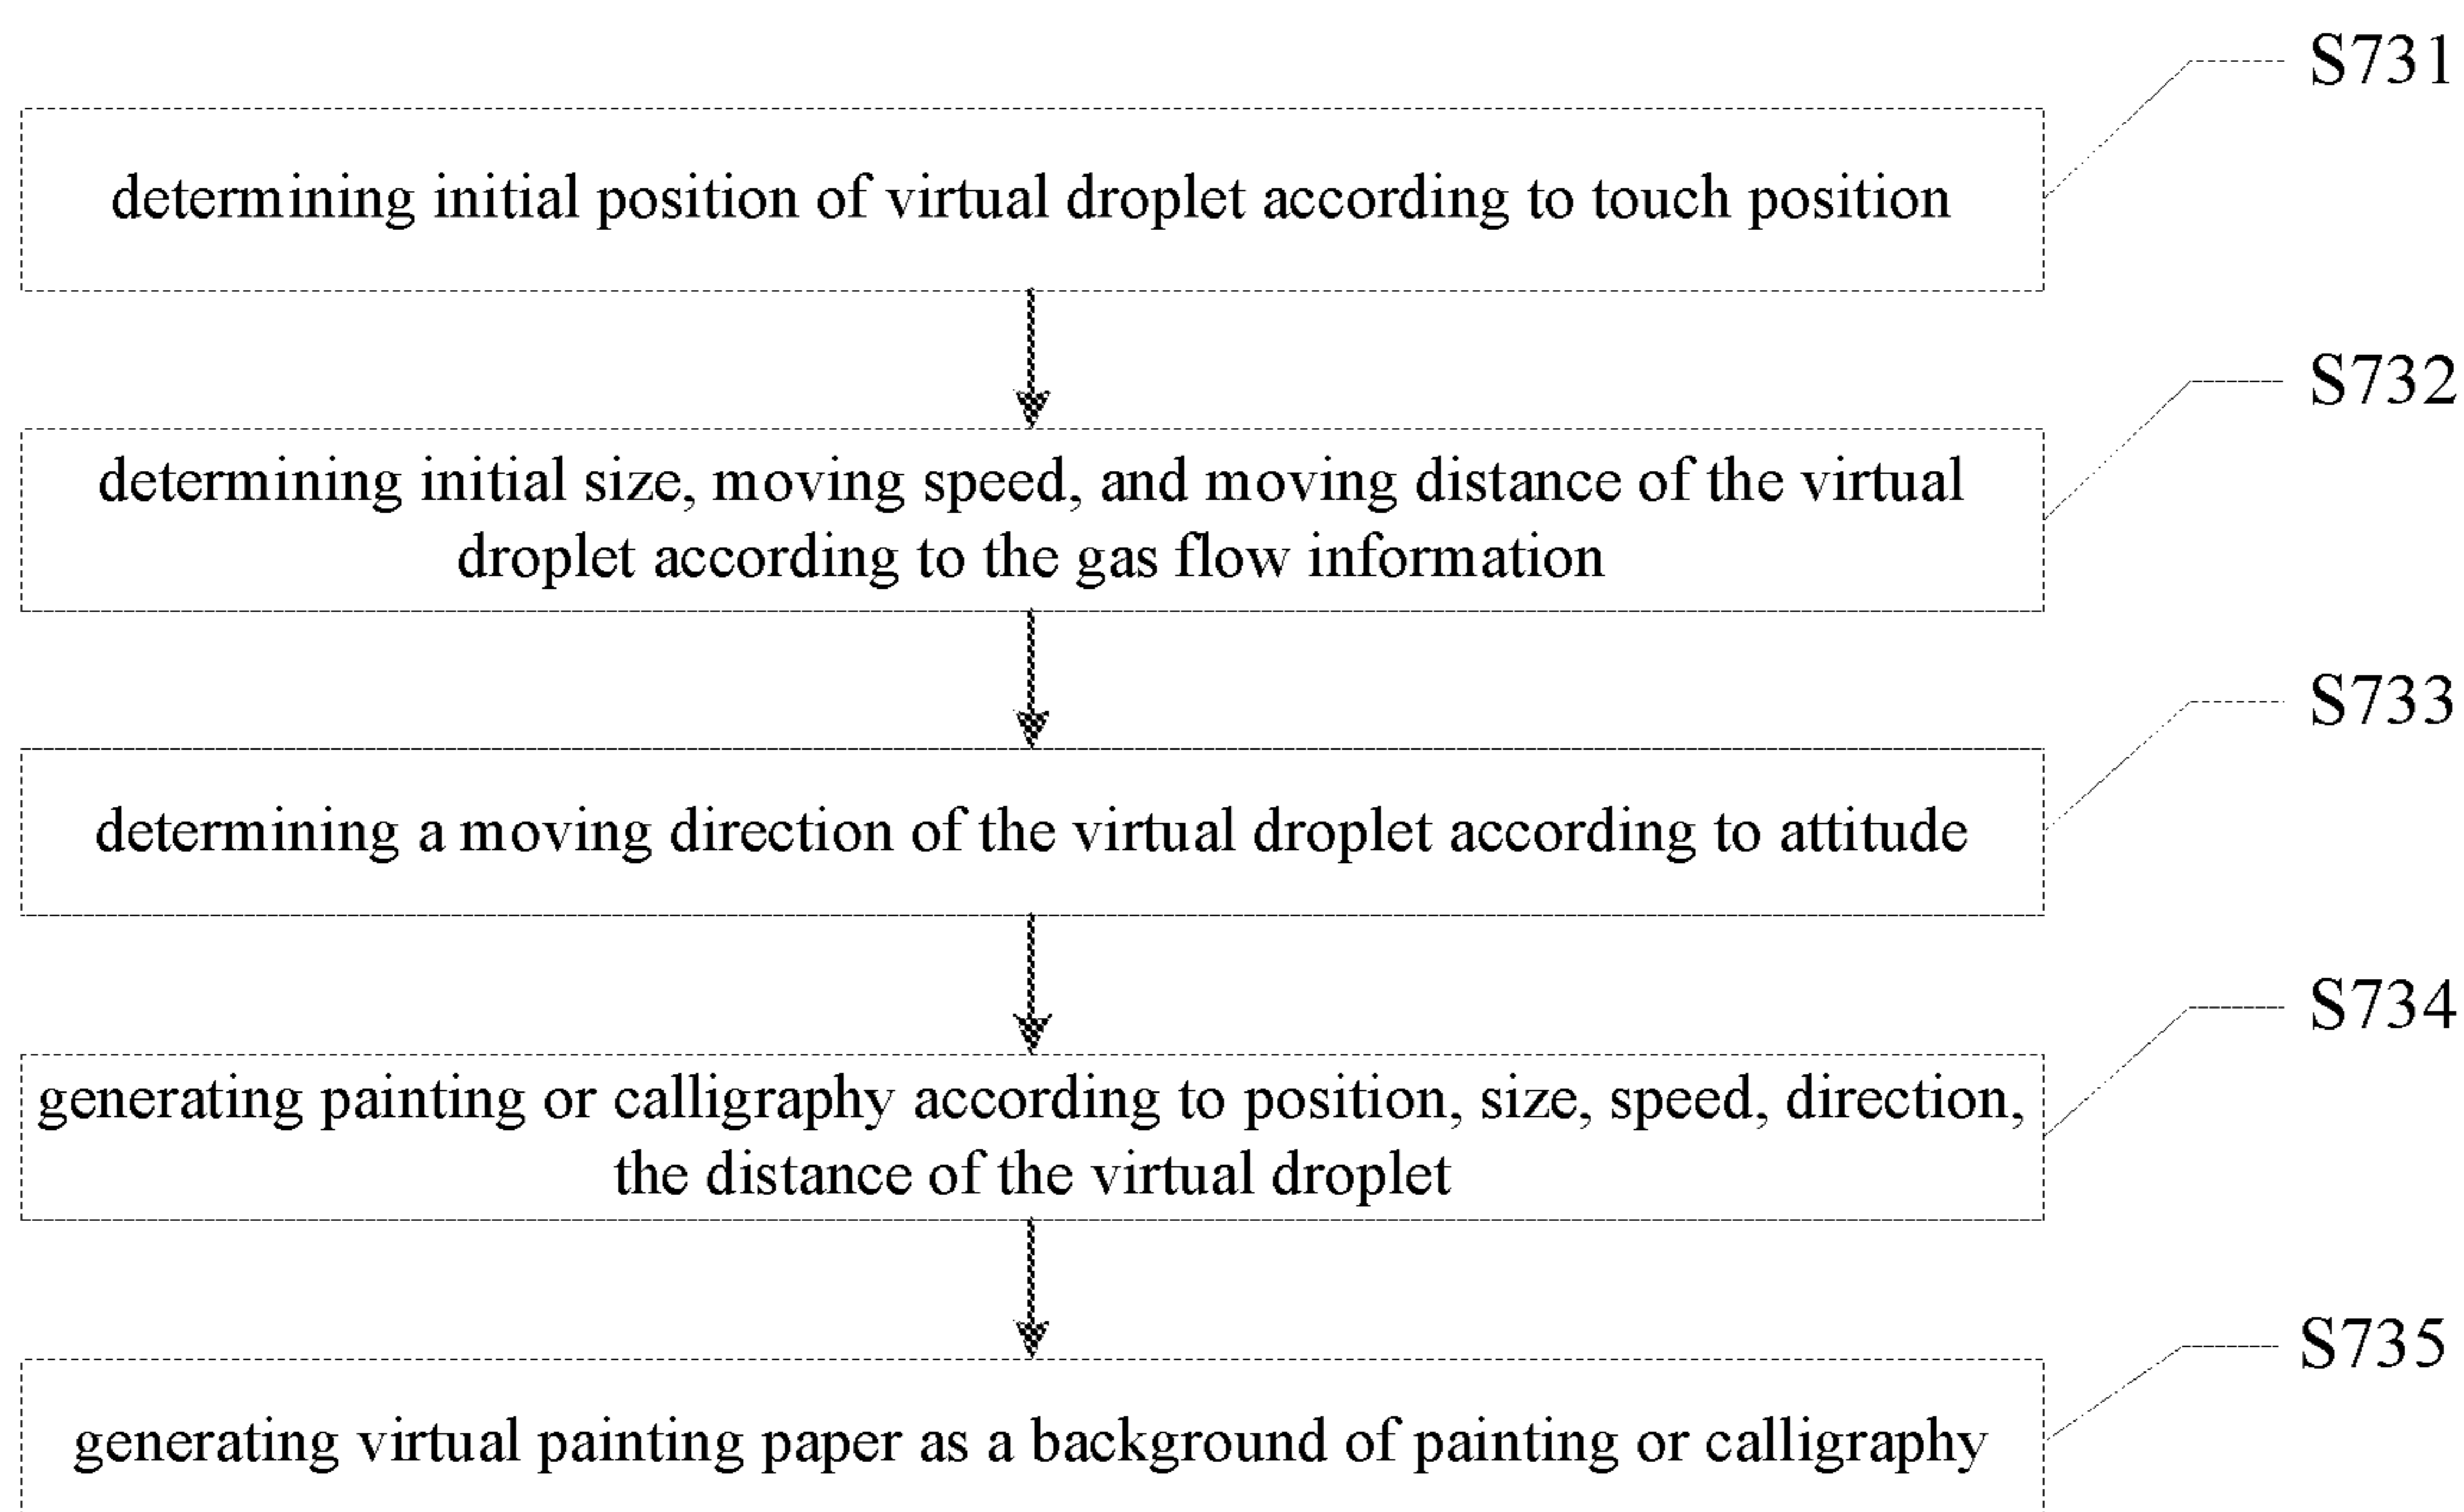 S731
determining initial position of virtual droplet according to touch position
S732
determining initial size, moving speed, and moving distance of the virtual
droplet according to the gas flow information
S733
determining a moving direction of the virtual droplet according to attitude
S734
generating painting or calligraphy according to position, size, speed, direction,
the distance of the virtual droplet
S735
generating virtual painting paper as a background of painting or calligraphy